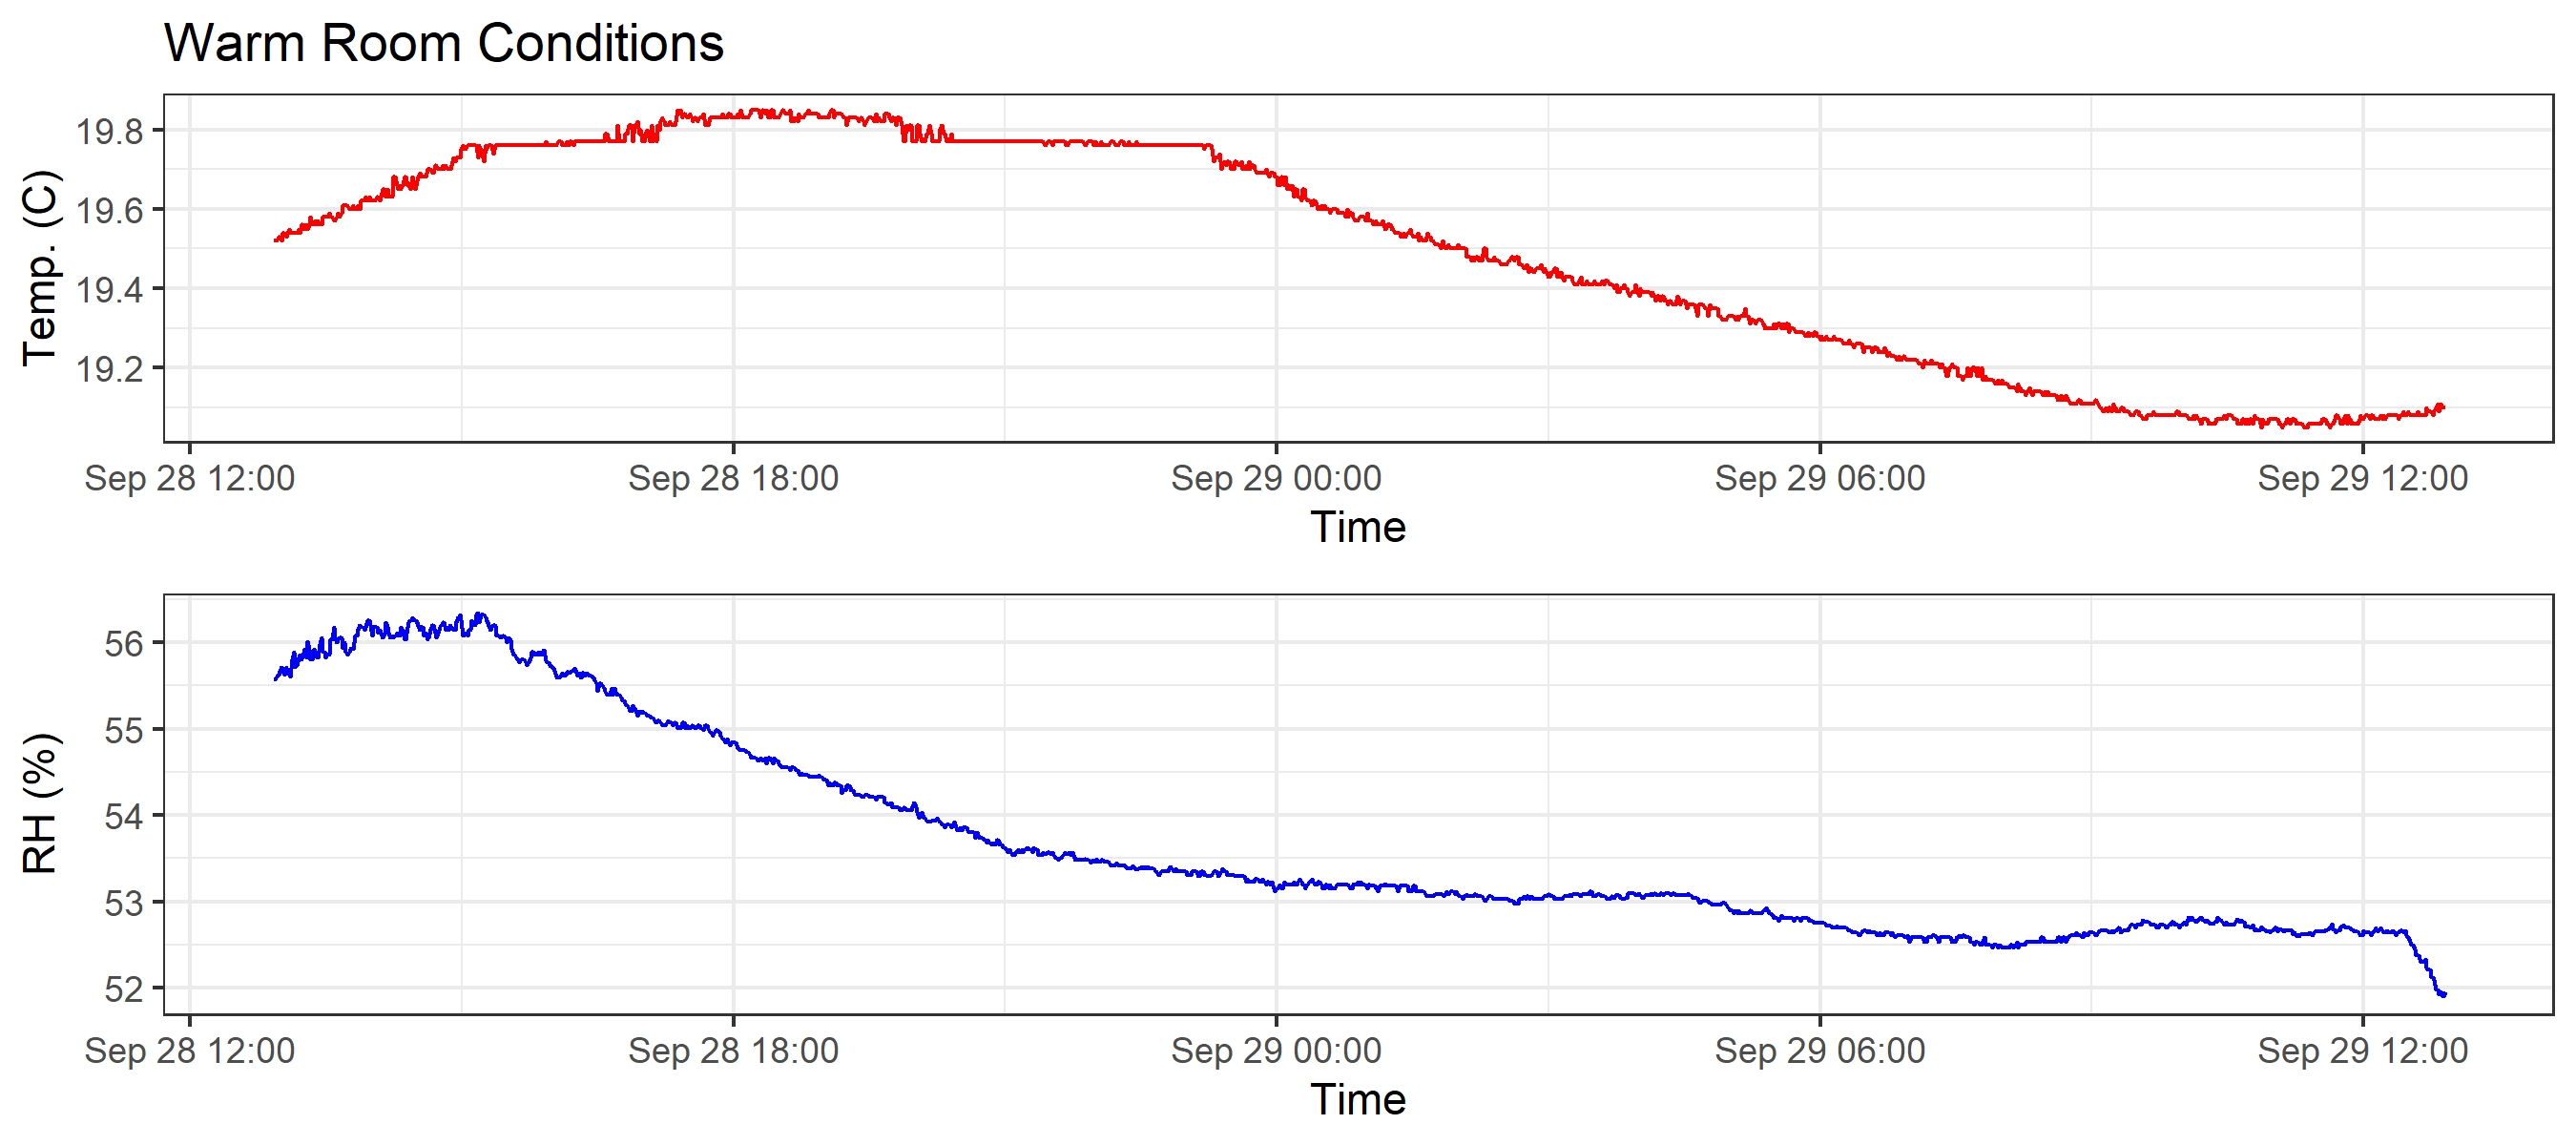 Warm Room Conditions
Temp. (C)
19.8
19.6
19.4
19.2
Sep 28 12:00 Sep 28 18:00 Sep 29 00:00 Sep 29 06:00 Sep 29 12:00
Time
RH (%)
56
55
54
53
52
Sep 28 12:00 Sep 28 18:00 Sep 29 00:00 Sep 29 06:00 Sep 29 12:00
Time